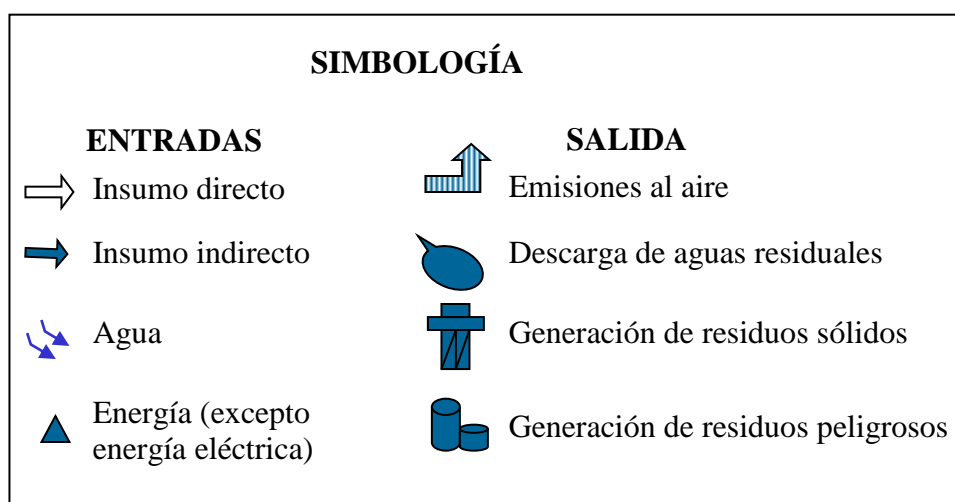 SIMBOLOGÍA
ENTRADAS
Insumo directo
Insumo indirecto
Agua
Energía (excepto
energía eléctrica)
SALIDA
Emisiones al aire
Descarga de aguas residuales
Generación de residuos sólidos
Generación de residuos peligrosos